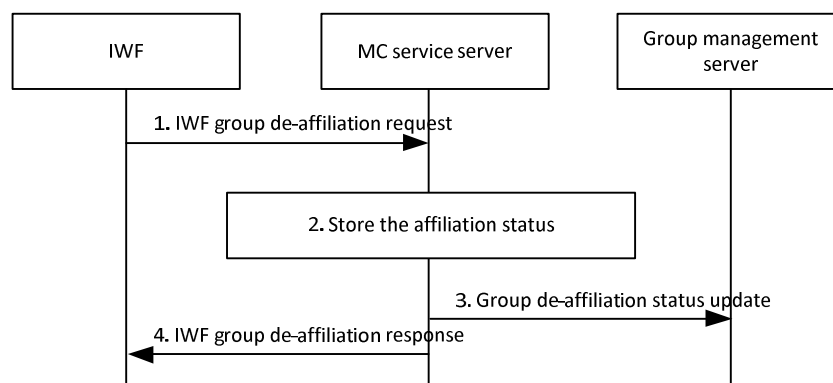 IWF
MC service server
Group management
server
1. IWF group de-affiliation request
2. Store the affiliation status
3. Group de-affiliation status update
4. IWF group de-affiliation response